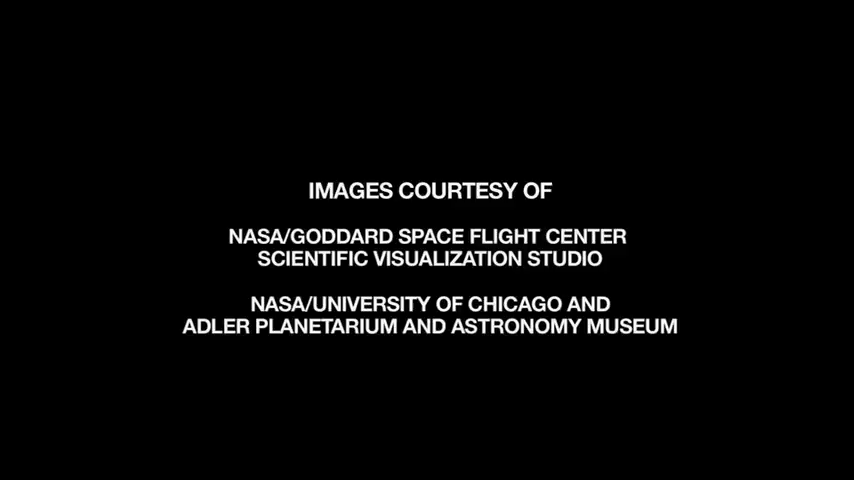 IMAGES COURTESY OF
NASA/GODDARD SPACE FLIGHT CENTER
SCIENTIFIC VISUALIZATION STUDIO
NASA/UNIVERSITY OF CHICAGO AND
ADLER PLANETARIUM AND ASTRONOMY MUSEUM